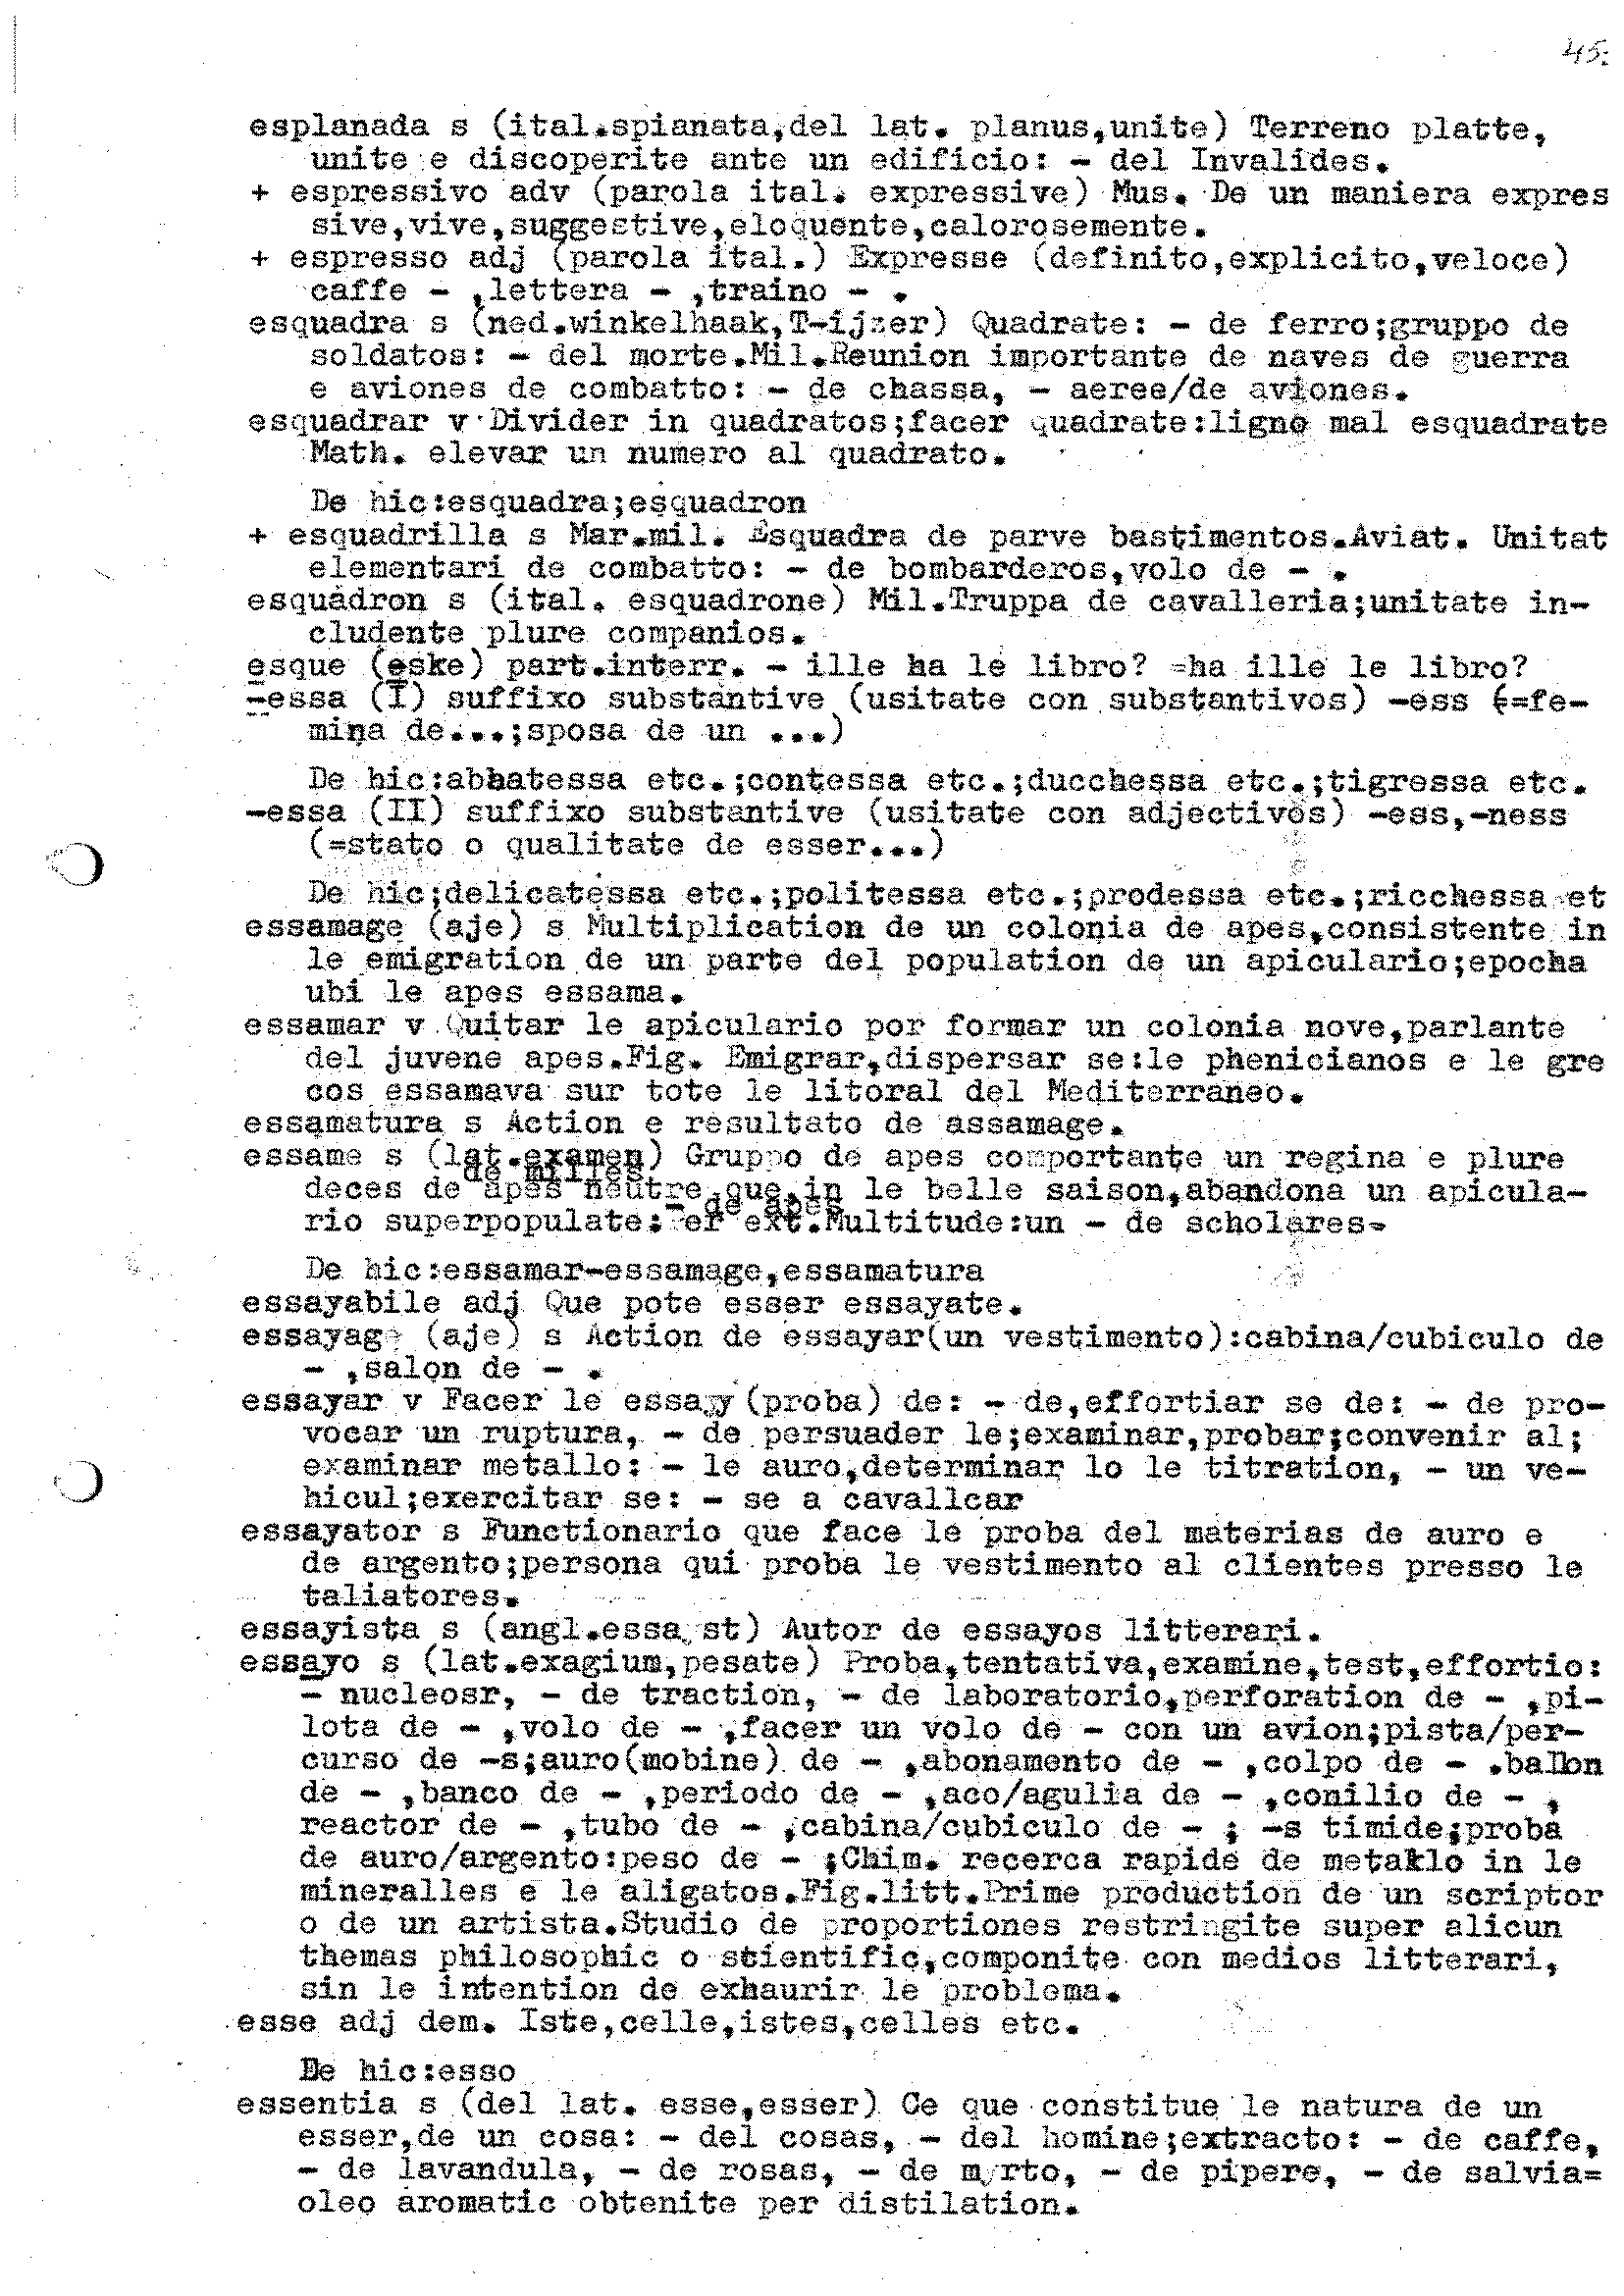 45
esplanada s (ital.spianata,del lat. planus,unite) Terreno platte,
unite e discoperite ante un edificio: - del Invalides.
+ espressivo adv (parola ital. expressive) Mus. De un maniera expres
sive,vive,suggestive,eloquente,calorosemente.
+ espresso adj (parola ital.) Expresse (definito,explicito,veloce)
caffe - ,lettera - ,traino - .
esquadra s (ned.winkelhaak,T-ijzer) Quadrate: - de ferro;gruppo de
soldatos: - del morte.Mil.Reunion importante de naves de guerra
e aviones de combatto: - de chassa, - aeree/de aviones.
esquadrar v Divider in quadratos;facer quadrate:ligno mal esquadrate
Math. elevar un numero al quadrato.
De hic:esquadra;esquadron
+ esquadrilla s Mar.mil. Esquadra de parve bastimentos.Aviat. Unitat
elementari de combatto: - de bombarderos,volo de - .
esquadron s (ital. esquadrone) Mil.Truppa de cavalleria;unitate in-
cludente plure companios.
esque (eske) part.interr. - ille ha le libro? =ha ille le libro?
-essa (I) suffixo substantive (usitate con substantivos) -ess (=fe-
mina de...;sposa de un ...)
De hic:abbatessa etc.;contessa etc.;ducchessa etc.;tigressa etc.
-essa (II) suffixo substantive (usitate con adjectivos) -ess,-ness
(=stato o qualitate de esser...)
De hic;delicatessa etc.;politessa etc.;prodessa etc.;ricchessa et
essamage (aje) s Multiplication de un colonia de apes,consistente in
le emigration de un parte del population de un apiculario;epocha
ubi le apes essama.
essamar v Quitar le apiculario por formar un colonia nove,parlante
del juvene apes.Fig. Emigrar,dispersar se:le phenicianos e le gre
cos essamava sur tote le litoral del Mediterraneo.
essamatura s Action e resultato de assamage.
essame s (lat.examen) Gruppo de apes comportante un regina e plure
de milles
deces de apes neutre que,in le belle saison,abandona un apicula-
- de apes
rio superpopulate: er ext.Multitude:un - de scholares-
De hic:essamar-essamage,essamatura
essayabile adj Que pote esser essayate.
essayage (aje) s Action de essayar(un vestimento):cabina/cubiculo de
- ,salon de - .
essayar v Facer le essay (proba) de: - de,effortiar se de: - de pro-
vocar un ruptura, - de persuader le;examinar,probar;convenir al;
examinar metallo: - le auro,determinar lo le titration, - un ve-
hicul;exercitar se: - se a cavallcar
essayator s Functionario que face le proba del materias de auro e
de argento;persona qui proba le vestimento al clientes presso le
taliatores.
essayista s (angl.essa st) Autor de essayos litterari.
essayo s (lat.exagium,pesate) Proba,tentativa,examine,test,effortio:
- nucleosr, - de traction, - de laboratorio,perforation de - ,pi-
lota de - ,volo de - ,facer un volo de - con un avion;pista/per-
curso de -s;auro(mobine) de - ,abonamento de - ,colpo de - .ballon
de - ,banco de - ,periodo de - ,aco/agulia de - ,conilio de - ,
reactor de - ,tubo de - ,cabina/cubiculo de - ; -s timide;proba
de auro/argento:peso de - ;Chim. recerca rapide de metallo in le
mineralles e le aligatos.Fig.litt.Prime production de un scriptor
o de un artista.Studio de proportiones restringite super alicun
themas philosophic o scientific,componite con medios litterari,
sin le intention de exhaurir le problema.
esse adj dem. Iste,celle,istes,celles etc.
De hic:esso
essentia s (del lat. esse,esser) Ce que constitue le natura de un
esser,de un cosa: - del cosas, - del homine;extracto: - de caffe,
- de lavandula, - de rosas, - de myrto, - de pipere, - de salvia=
oleo aromatic obtenite per distilation.